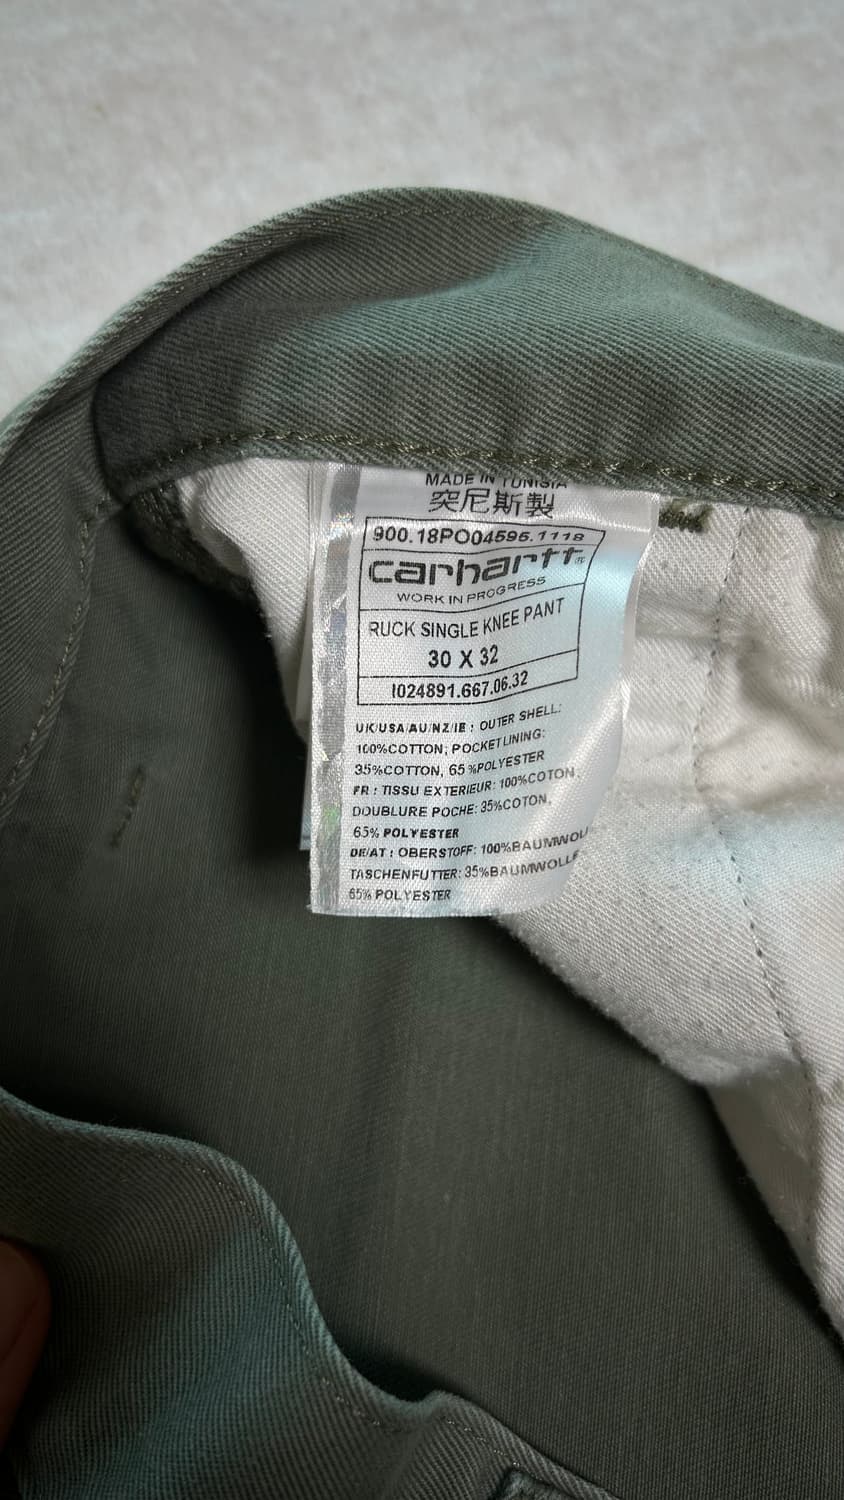 MADE IN TUNISIA
突尼斯製
900.18PO04595.1118
carhartt
WORK IN PROGRESS
RUCK SINGLE KNEE PANT
30 X 32
I024891.667.06.32
UK/USA/AU/NZ/IE : OUTER SHELL:
100%COTTON; POCKETLINING:
35%COTTON, 65%POLYESTER
FR : TISSU EXTERIEUR: 100%COTON,
DOUBLURE POCHE: 35%COTON,
65% POLYESTER
DE/AT : OBERSTOFF: 100%BAUMWOLL
TASCHENFUTTER: 35%BAUMWOLLE
65% POLYESTER